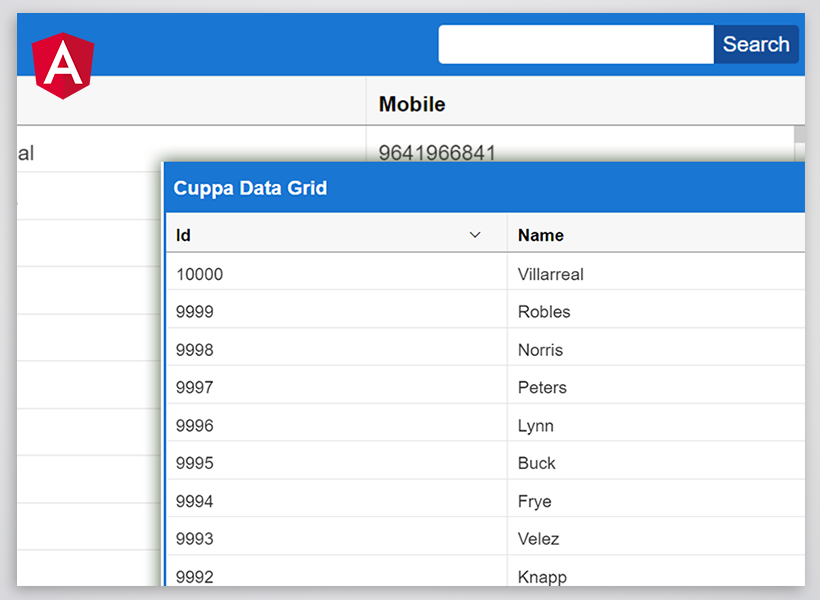 A
Search
Mobile
al
9641966841
Cuppa Data Grid
Id Name
10000 Villarreal
9999 Robles
9998 Norris
9997 Peters
9996 Lynn
9995 Buck
9994 Frye
9993 Velez
9992 Knapp